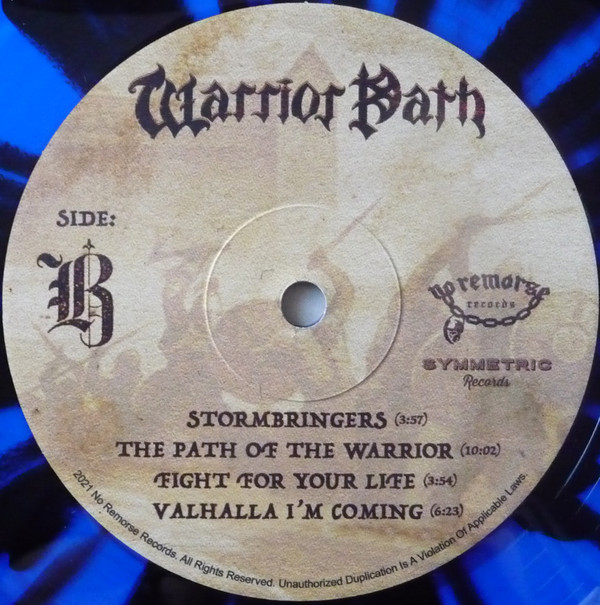 Warrior Path
SIDE:
B
no remorse
records
SYMMETRIC
Records
STORMBRINGERS (3:57)
THE PATH OF THE WARRIOR (10:02)
FIGHT FOR YOUR LIFE (3:54)
VALHALLA I'M COMING (6:23)
2021 No Remorse Records. All Rights Reserved. Unauthorized Duplication Is A Violation Of Applicable Laws.